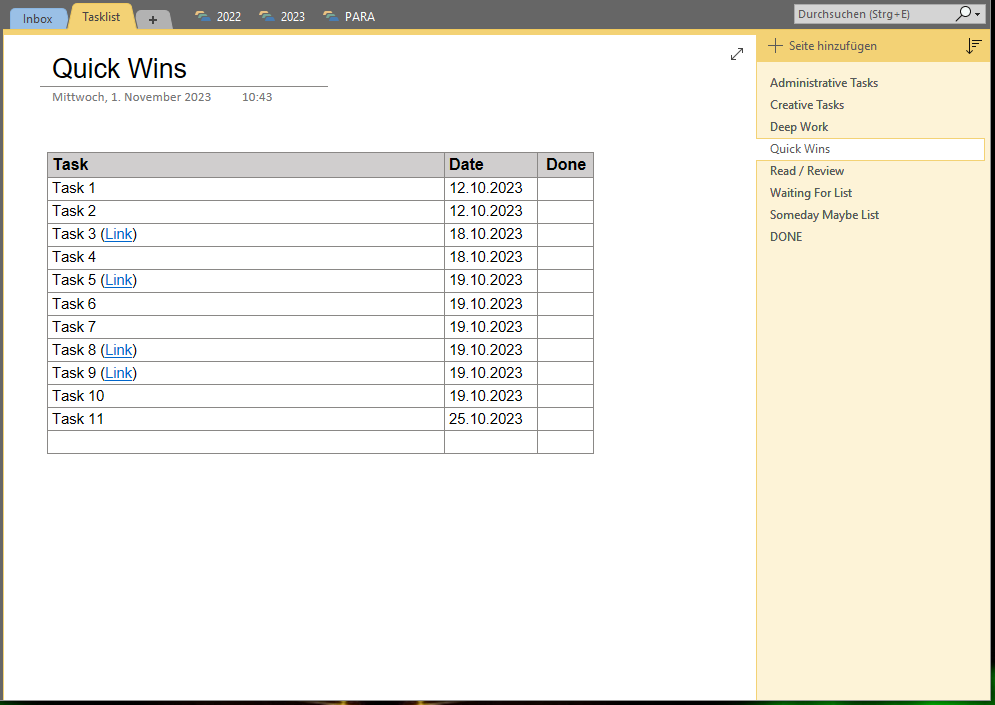 Inbox Tasklist + 2022 2023 PARA Durchsuchen (Strg+E)
Seite hinzufügen
Quick Wins
Mittwoch, 1. November 2023 10:43
Task Date Done
Task 1 12.10.2023
Task 2 12.10.2023
Task 3 (Link) 18.10.2023
Task 4 18.10.2023
Task 5 (Link) 19.10.2023
Task 6 19.10.2023
Task 7 19.10.2023
Task 8 (Link) 19.10.2023
Task 9 (Link) 19.10.2023
Task 10 19.10.2023
Task 11 25.10.2023
Administrative Tasks
Creative Tasks
Deep Work
Quick Wins
Read / Review
Waiting For List
Someday Maybe List
DONE